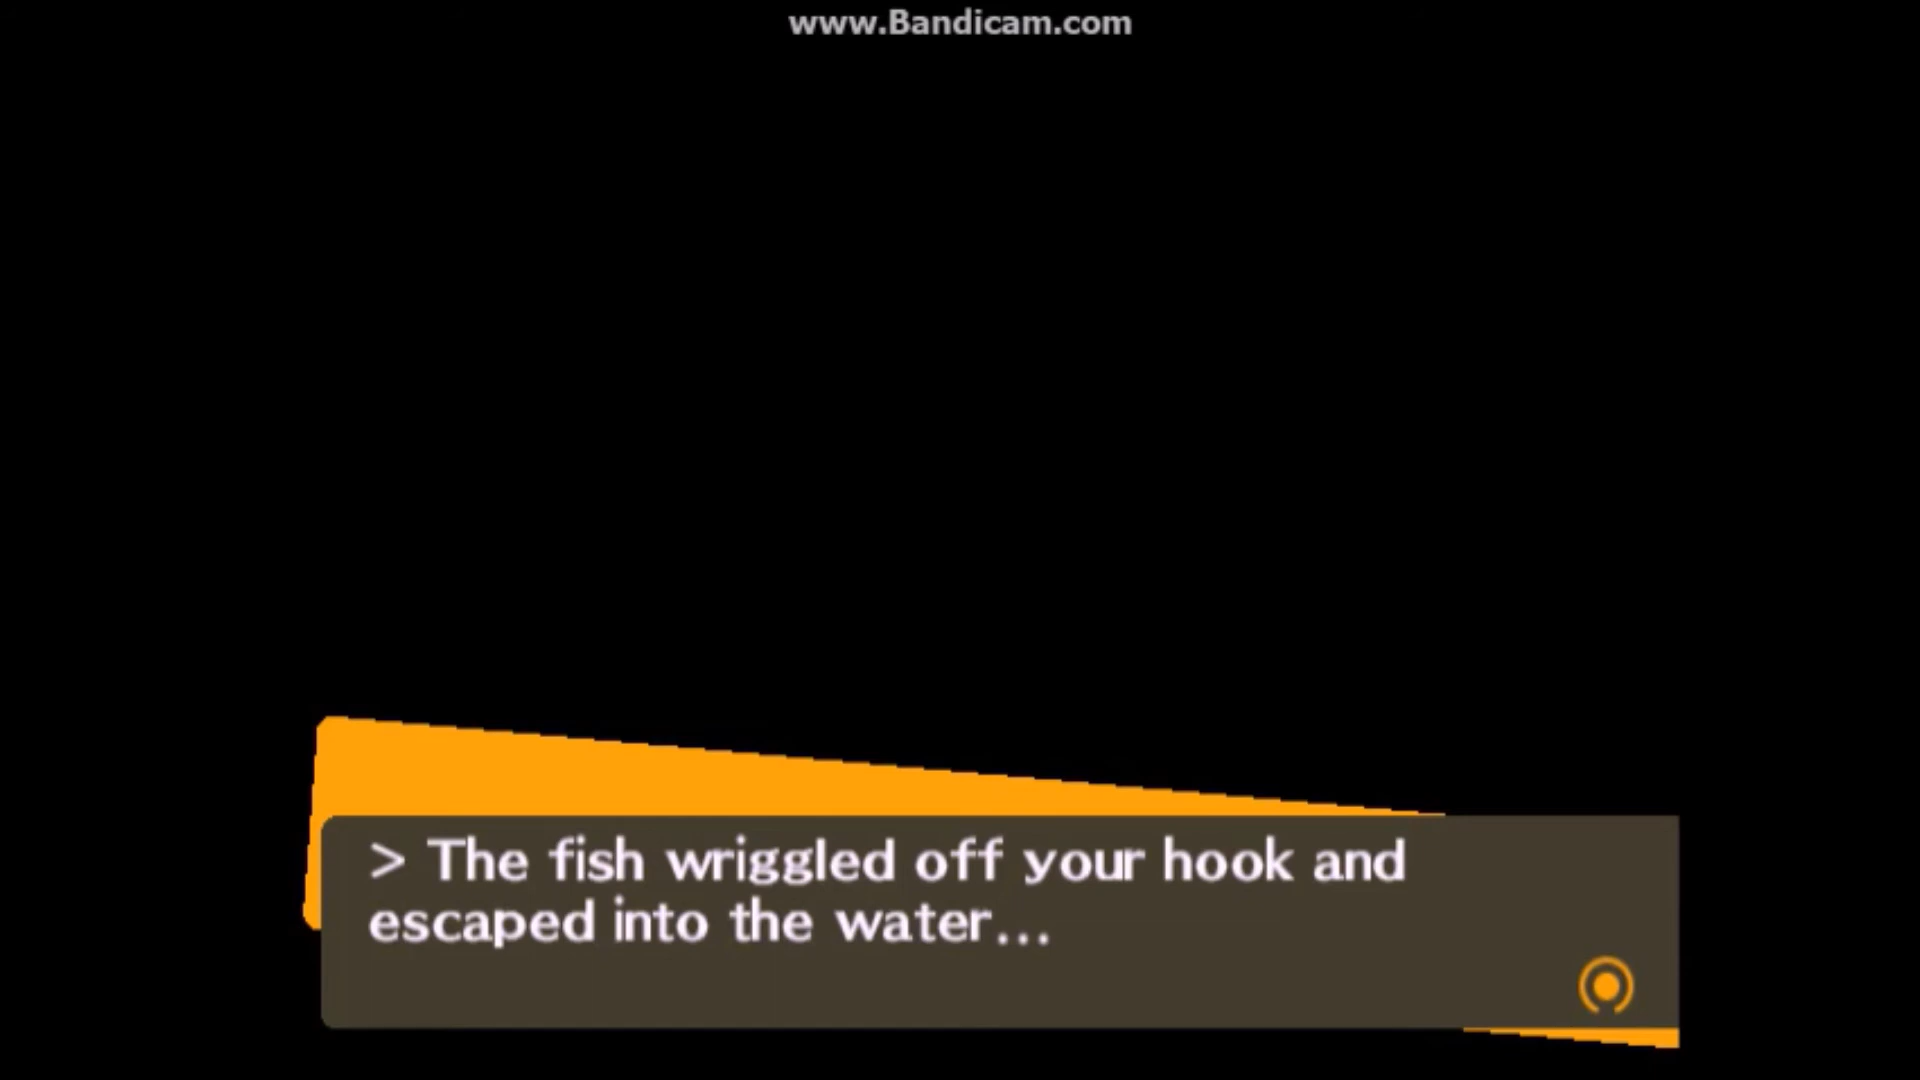 www.Bandicam.com
> The fish wriggled off your hook and
escaped into the water...